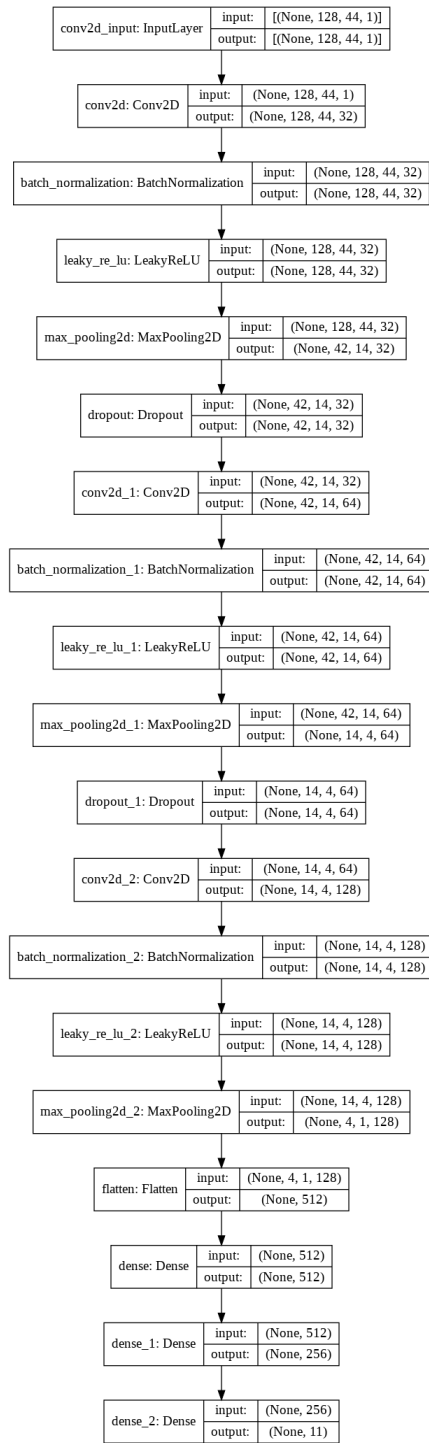 conv2d_input: InputLayer
input: [(None, 128, 44, 1)]
output: [(None, 128, 44, 1)]
conv2d: Conv2D
input: (None, 128, 44, 1)
output: (None, 128, 44, 32)
batch_normalization: BatchNormalization
input: (None, 128, 44, 32)
output: (None, 128, 44, 32)
leaky_re_lu: LeakyReLU
input: (None, 128, 44, 32)
output: (None, 128, 44, 32)
max_pooling2d: MaxPooling2D
input: (None, 128, 44, 32)
output: (None, 42, 14, 32)
dropout: Dropout
input: (None, 42, 14, 32)
output: (None, 42, 14, 32)
conv2d_1: Conv2D
input: (None, 42, 14, 32)
output: (None, 42, 14, 64)
batch_normalization_1: BatchNormalization
input: (None, 42, 14, 64)
output: (None, 42, 14, 64)
leaky_re_lu_1: LeakyReLU
input: (None, 42, 14, 64)
output: (None, 42, 14, 64)
max_pooling2d_1: MaxPooling2D
input: (None, 42, 14, 64)
output: (None, 14, 4, 64)
dropout_1: Dropout
input: (None, 14, 4, 64)
output: (None, 14, 4, 64)
conv2d_2: Conv2D
input: (None, 14, 4, 64)
output: (None, 14, 4, 128)
batch_normalization_2: BatchNormalization
input: (None, 14, 4, 128)
output: (None, 14, 4, 128)
leaky_re_lu_2: LeakyReLU
input: (None, 14, 4, 128)
output: (None, 14, 4, 128)
max_pooling2d_2: MaxPooling2D
input: (None, 14, 4, 128)
output: (None, 4, 1, 128)
flatten: Flatten
input: (None, 4, 1, 128)
output: (None, 512)
dense: Dense
input: (None, 512)
output: (None, 512)
dense_1: Dense
input: (None, 512)
output: (None, 256)
dense_2: Dense
input: (None, 256)
output: (None, 11)